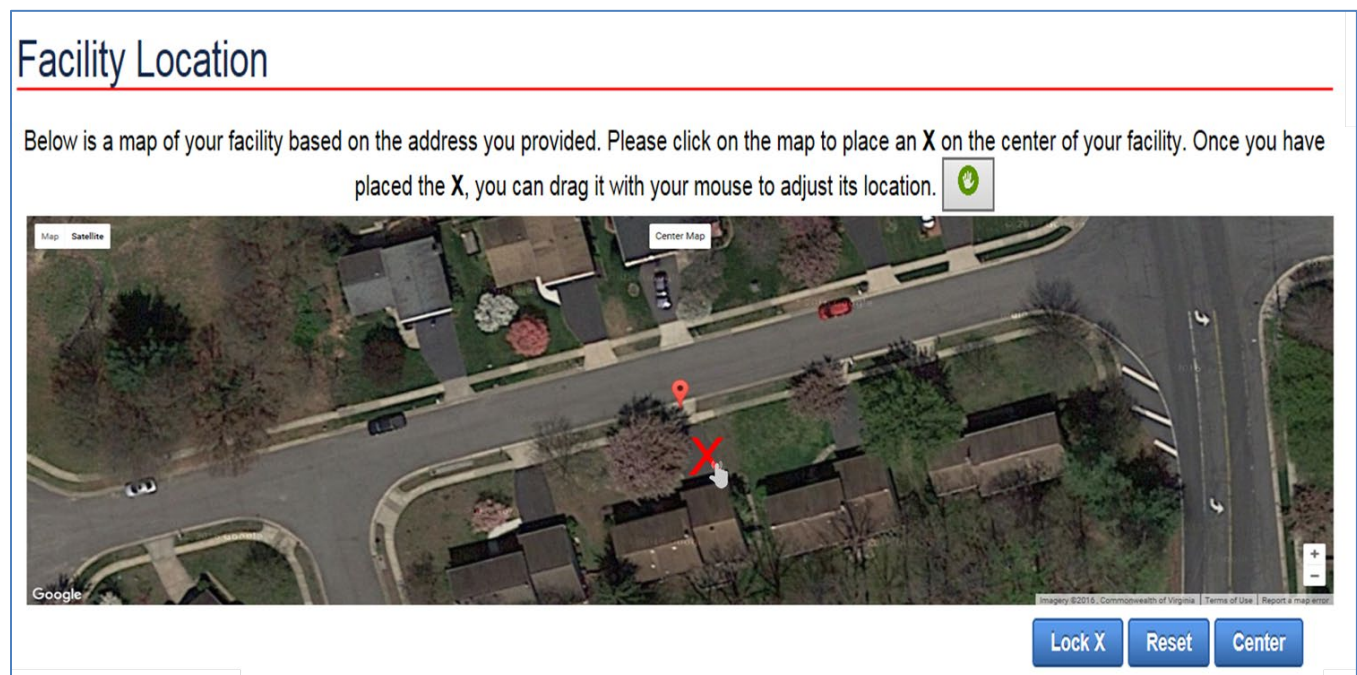 Facility Location
Below is a map of your facility based on the address you provided. Please click on the map to place an X on the center of your facility. Once you have
placed the X, you can drag it with your mouse to adjust its location.
Map Satellite
Center Map
X
Google
+
−
Imagery ©2016 , Commonwealth of Virginia Terms of Use Report a map error
Lock X Reset Center